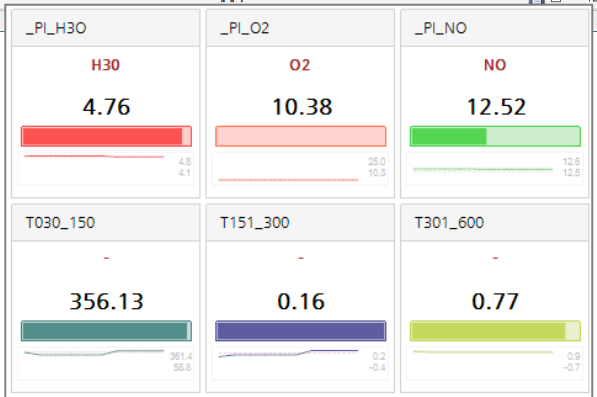 _PI_H3O
H30
4.76
4.8
4.1
_PI_O2
O2
10.38
25.0
10.3
_PI_NO
NO
12.52
12.6
12.5
T030_150
-
356.13
361.4
58.8
T151_300
-
0.16
0.2
-0.4
T301_600
-
0.77
0.9
-0.7